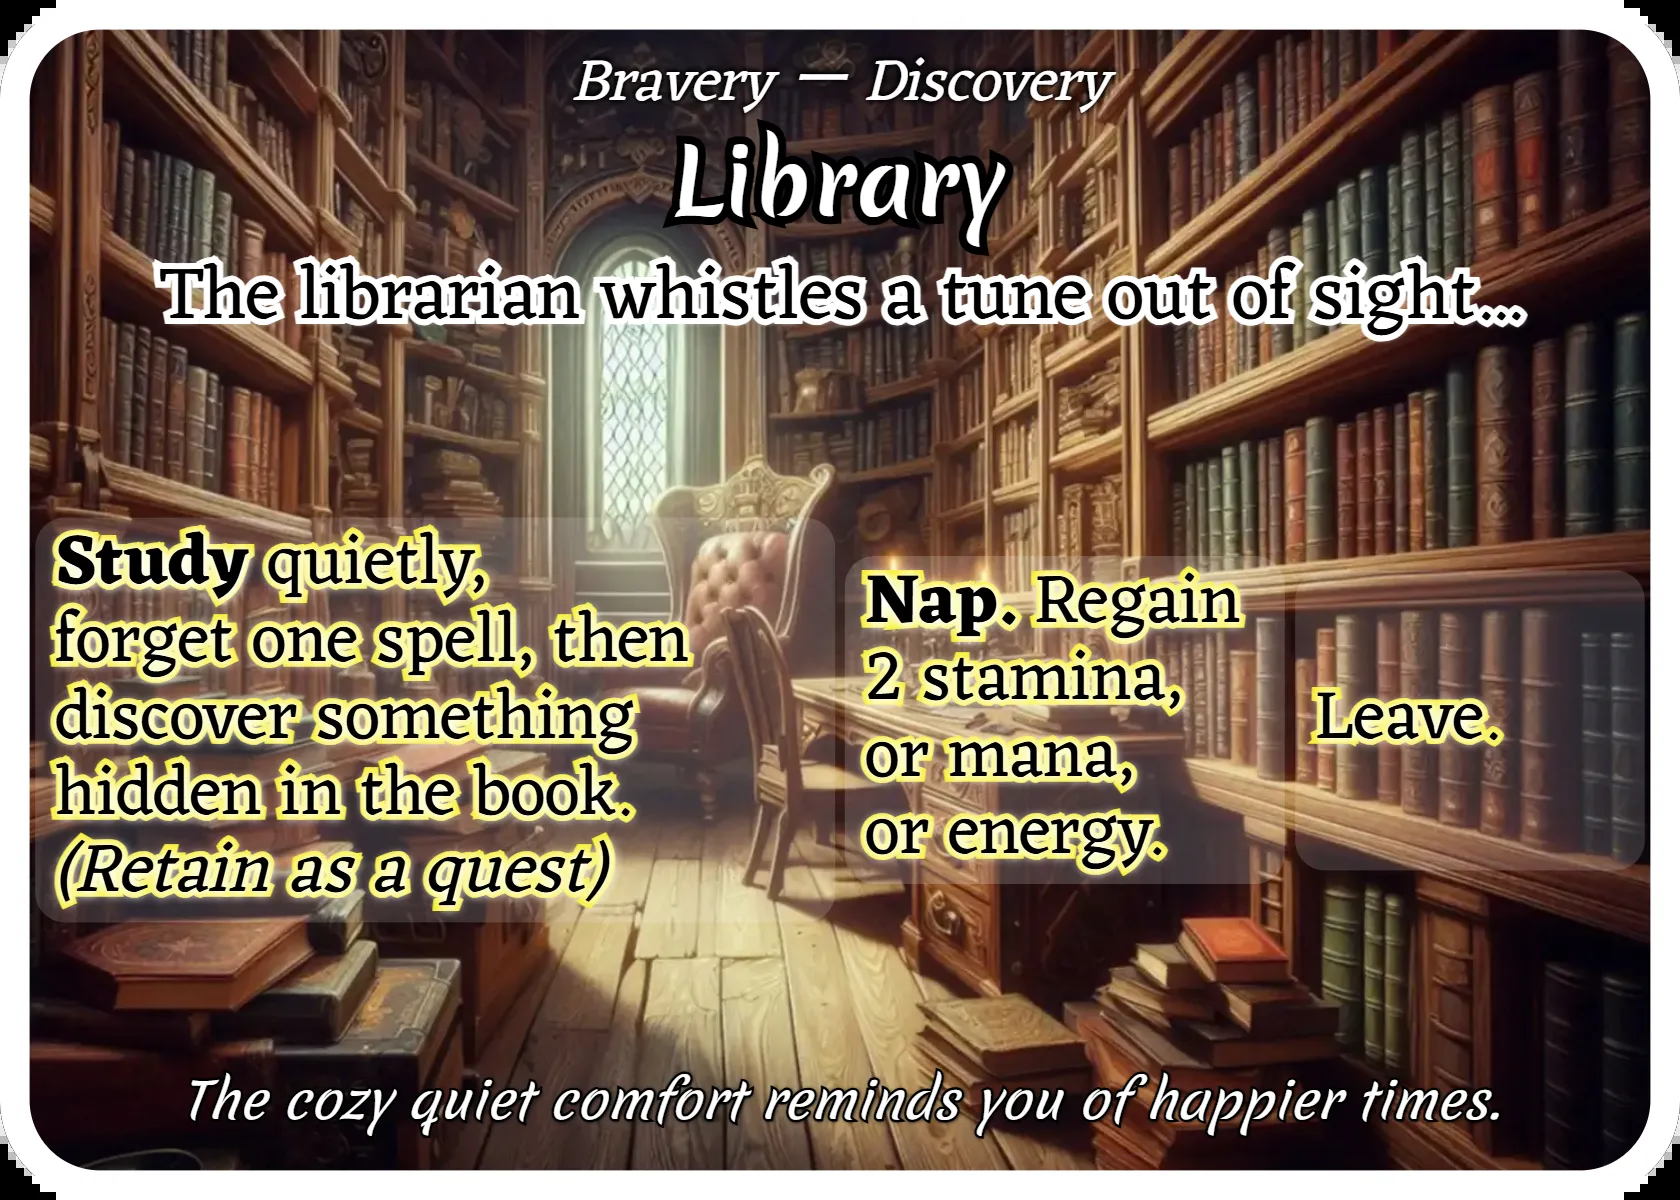 Bravery — Discovery
Library
The librarian whistles a tune out of sight...
Study quietly,
forget one spell, then
discover something
hidden in the book.
(Retain as a quest)
Nap. Regain
2 stamina,
or mana,
or energy.
Leave.
The cozy quiet comfort reminds you of happier times.